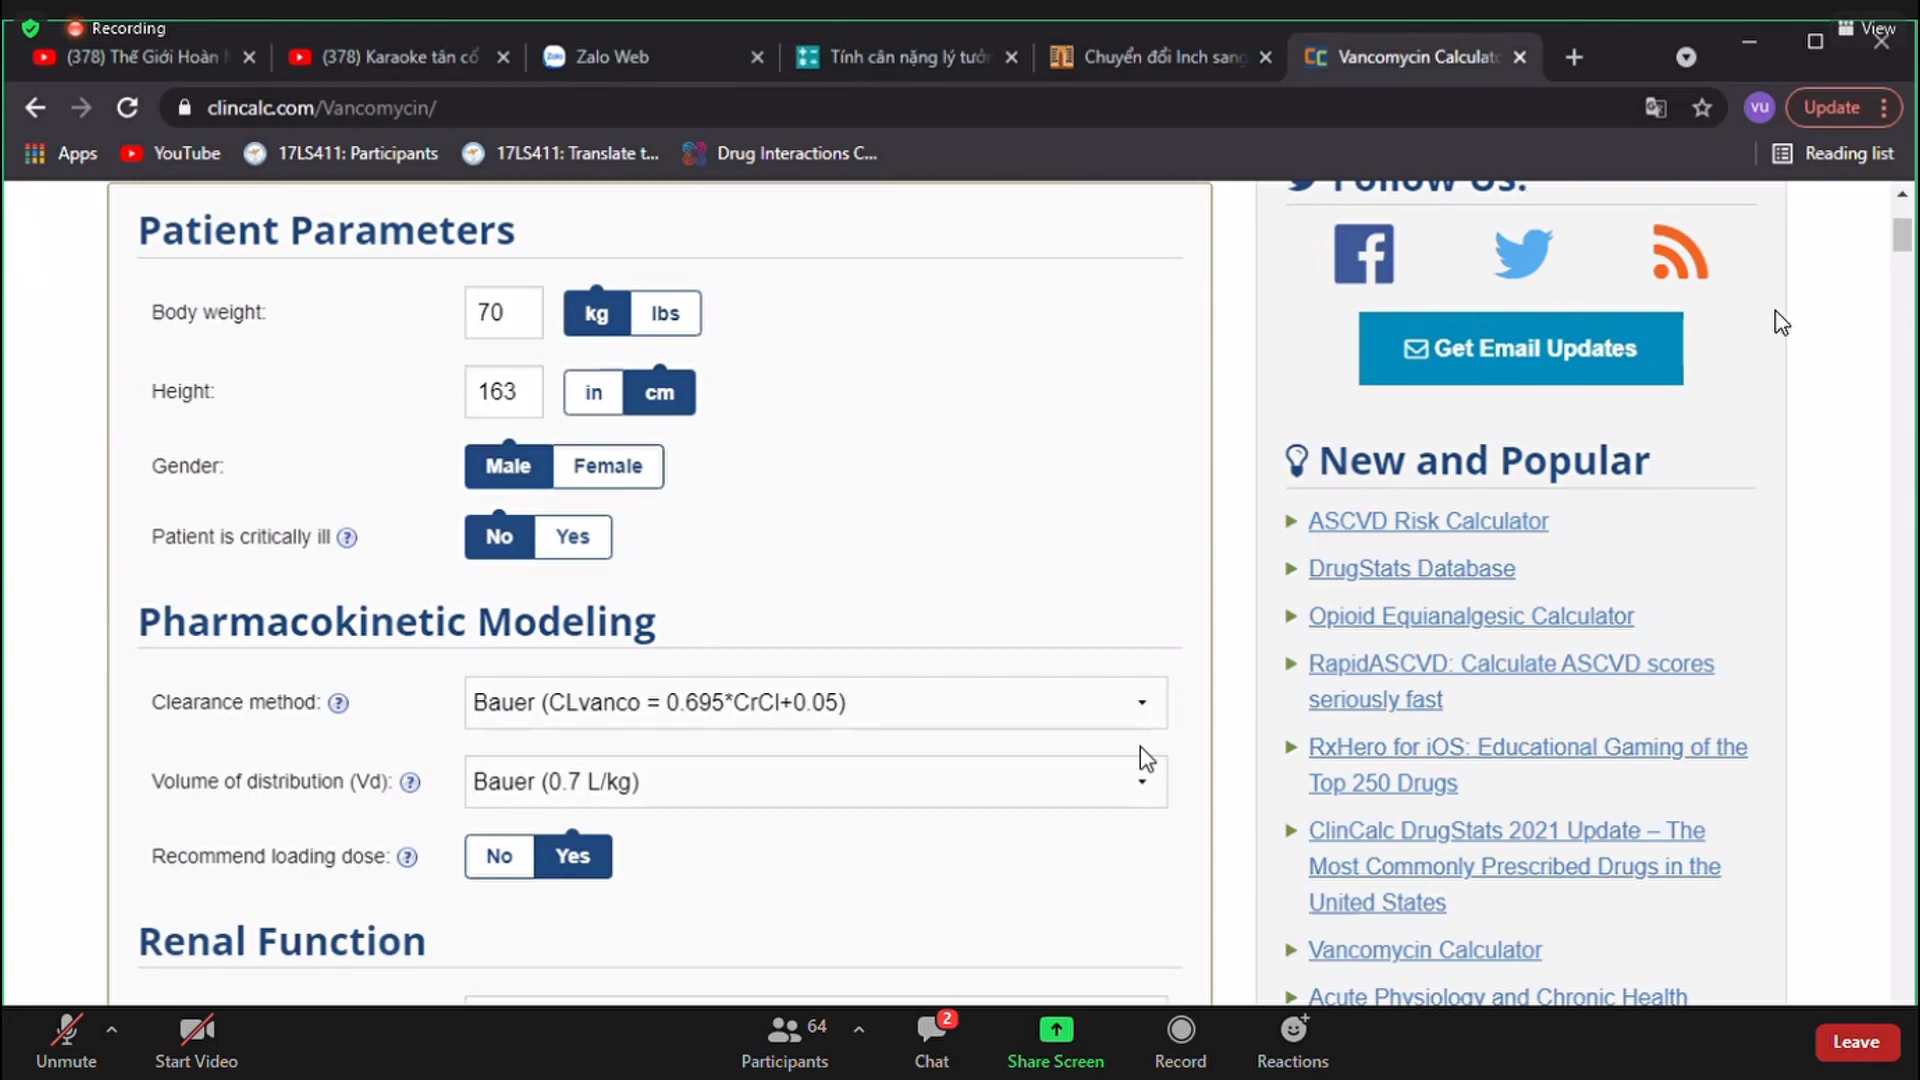 Recording
View
(378) Thế Giới Hoàn
(378) Karaoke tân cổ
Zalo Web
Tính cân nặng lý tưở
Chuyển đổi Inch sang
Vancomycin Calculato
clincalc.com/Vancomycin/
VU
Update
Apps
YouTube
17LS411: Participants
17LS411: Translate t...
Drug Interactions C...
Reading list
Patient Parameters
Body weight:
70
kg
lbs
Height:
163
in
cm
Gender:
Male
Female
Patient is critically ill ?
No
Yes
Pharmacokinetic Modeling
Clearance method: ?
Bauer (CLvanco = 0.695*CrCl+0.05)
Volume of distribution (Vd): ?
Bauer (0.7 L/kg)
Recommend loading dose: ?
No
Yes
Renal Function
Follow Us:
Get Email Updates
New and Popular
ASCVD Risk Calculator
DrugStats Database
Opioid Equianalgesic Calculator
RapidASCVD: Calculate ASCVD scores
seriously fast
RxHero for iOS: Educational Gaming of the
Top 250 Drugs
ClinCalc DrugStats 2021 Update – The
Most Commonly Prescribed Drugs in the
United States
Vancomycin Calculator
Acute Physiology and Chronic Health
Unmute
Start Video
64
Participants
2
Chat
Share Screen
Record
Reactions
Leave